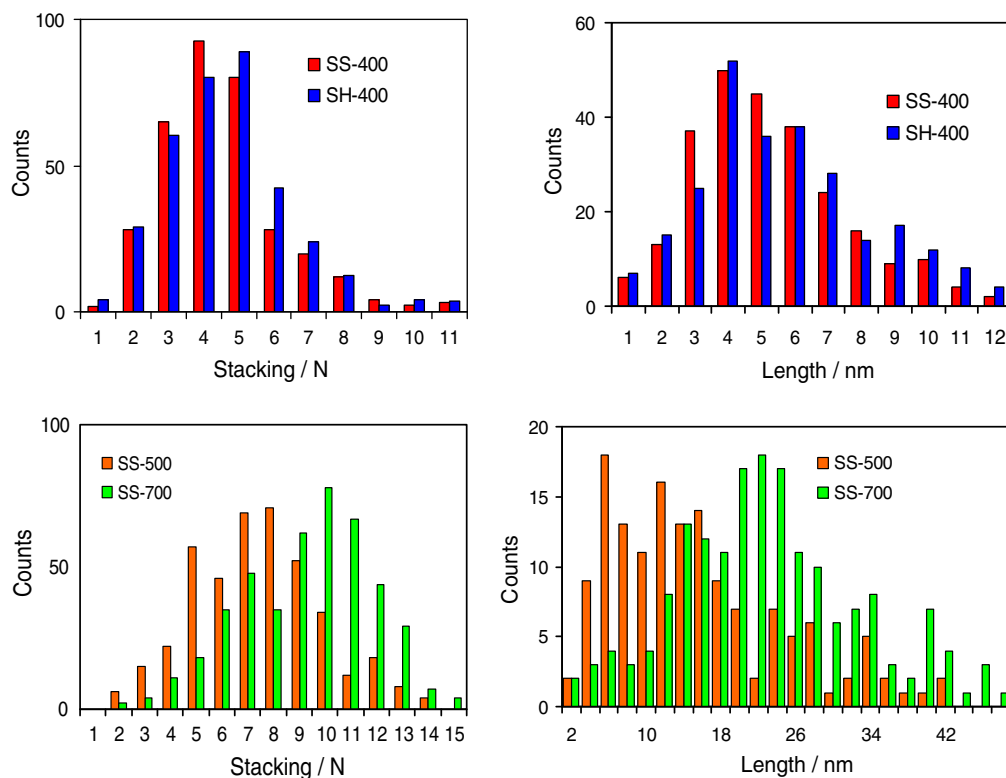 100
50
0
Counts
SS-400
SH-400
1 2 3 4 5 6 7 8 9 10 11
Stacking / N
60
40
20
0
Counts
SS-400
SH-400
1 2 3 4 5 6 7 8 9 10 11 12
Length / nm
100
50
0
Counts
SS-500
SS-700
1 2 3 4 5 6 7 8 9 10 11 12 13 14 15
Stacking / N
20
15
10
5
0
Counts
SS-500
SS-700
2 10 18 26 34 42
Length / nm